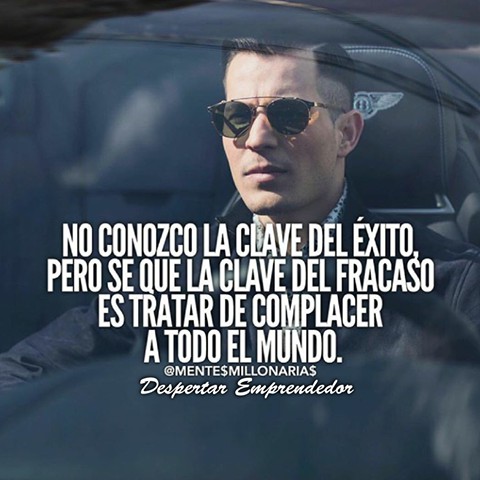 NO CONOZCO LA CLAVE DEL ÉXITO,
PERO SE QUE LA CLAVE DEL FRACASO
ES TRATAR DE COMPLACER
A TODO EL MUNDO.
@MENTE$MILLONARIA$
Despertar Emprendedor